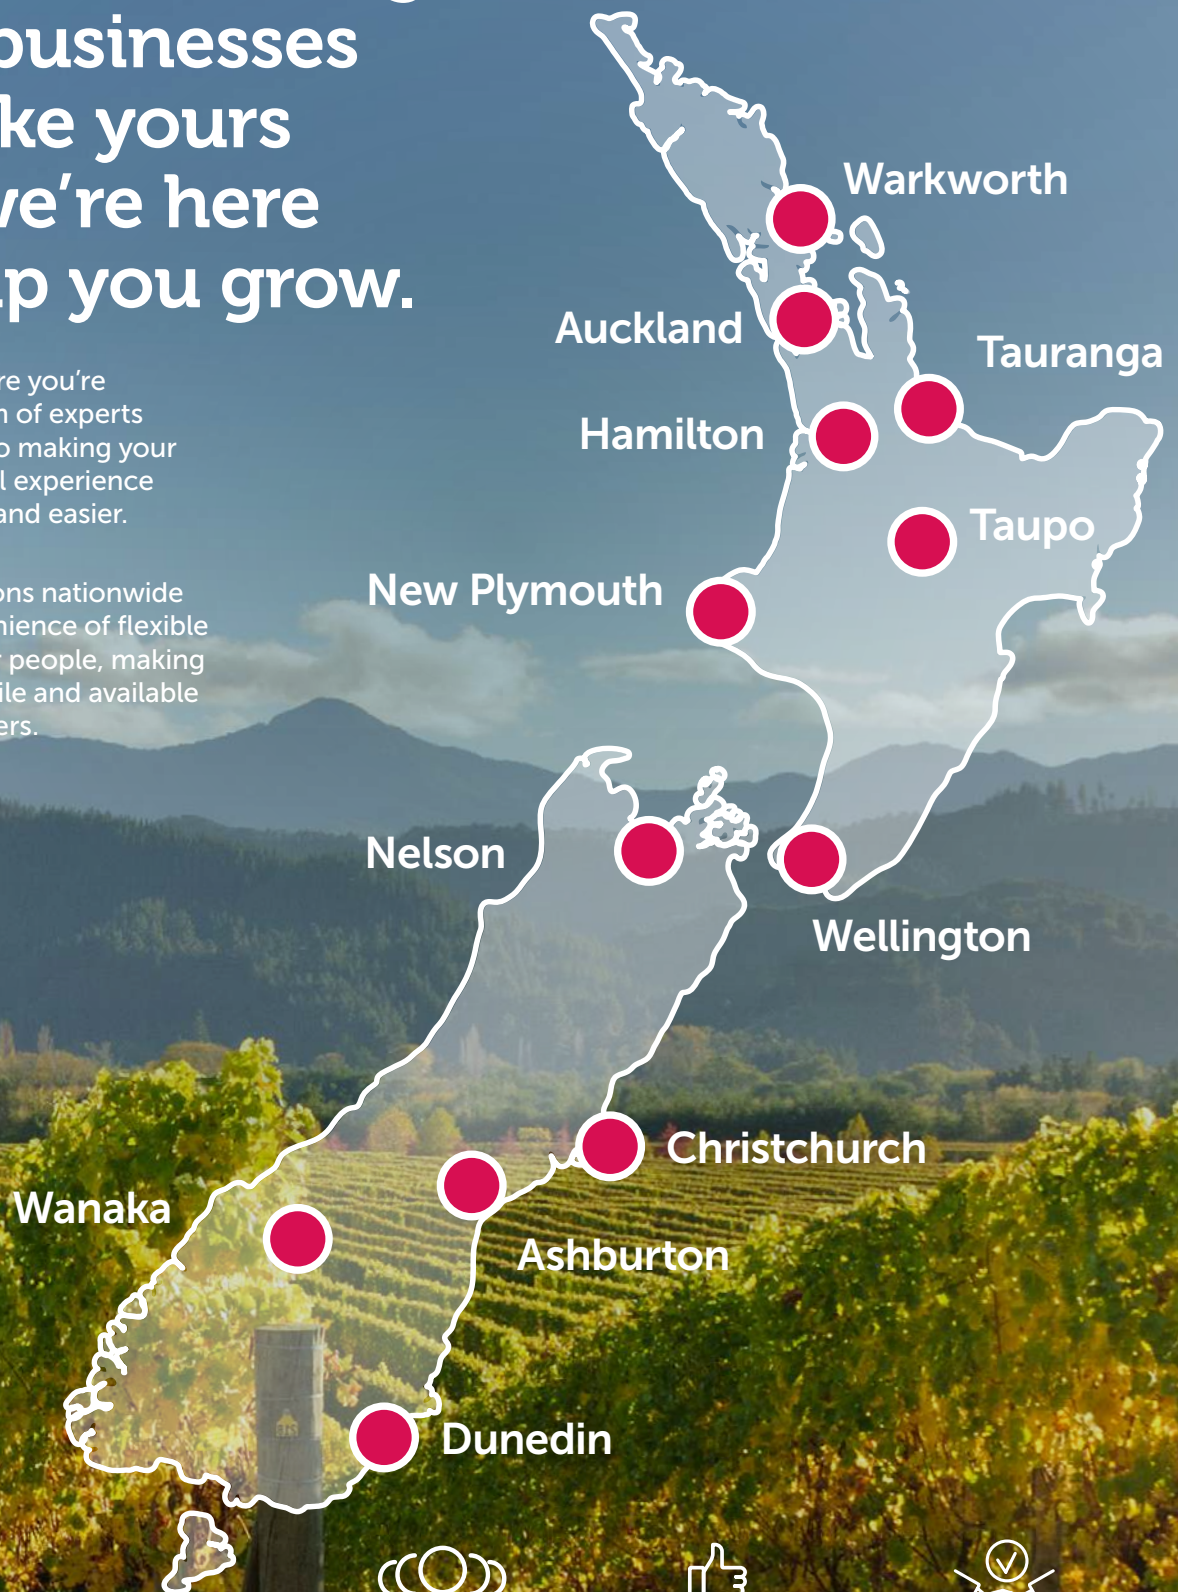 businesses
ke yours
we're here
lp you grow.
re you're
n of experts
o making your
l experience
and easier.
ons nationwide
nience of flexible
r people, making
ile and available
ers.
Warkworth
Auckland
Tauranga
Hamilton
Taupo
New Plymouth
Nelson
Wellington
Christchurch
Wanaka
Ashburton
Dunedin